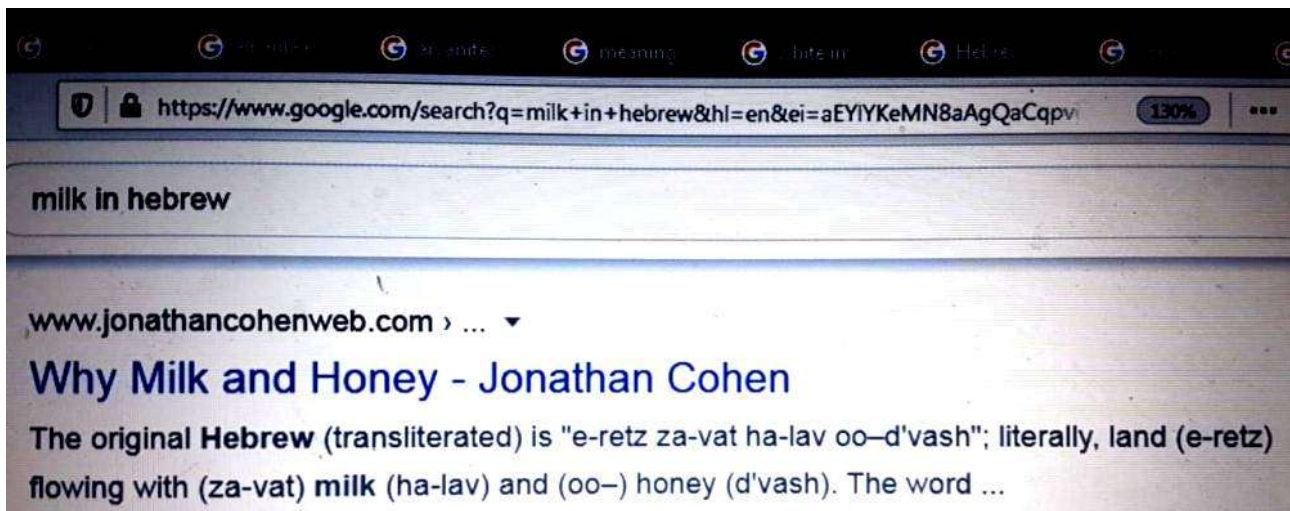 meaning
https://www.google.com/search?q=milk+in+hebrew&hl=en&ei=aEYIYKeMN8aAgQaCqpv
130%
milk in hebrew
www.jonathancohenweb.com › ...
Why Milk and Honey - Jonathan Cohen
The original Hebrew (transliterated) is "e-retz za-vat ha-lav oo–d'vash"; literally, land (e-retz)
flowing with (za-vat) milk (ha-lav) and (oo–) honey (d'vash). The word ...